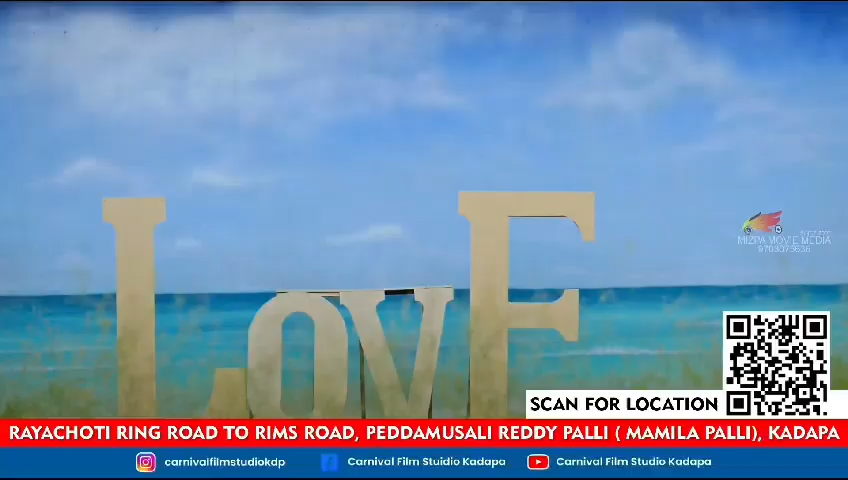 LOVE
MIZPA MOVIE MEDIA
SCAN FOR LOCATION
RAYACHOTI RING ROAD TO RIMS ROAD, PEDDAMUSALI REDDY PALLI ( MAMILA PALLI), KADAPA
carnivalfilmstudiokdp
Carnival Film Stuidio Kadapa
Carnival Film Studio Kadapa